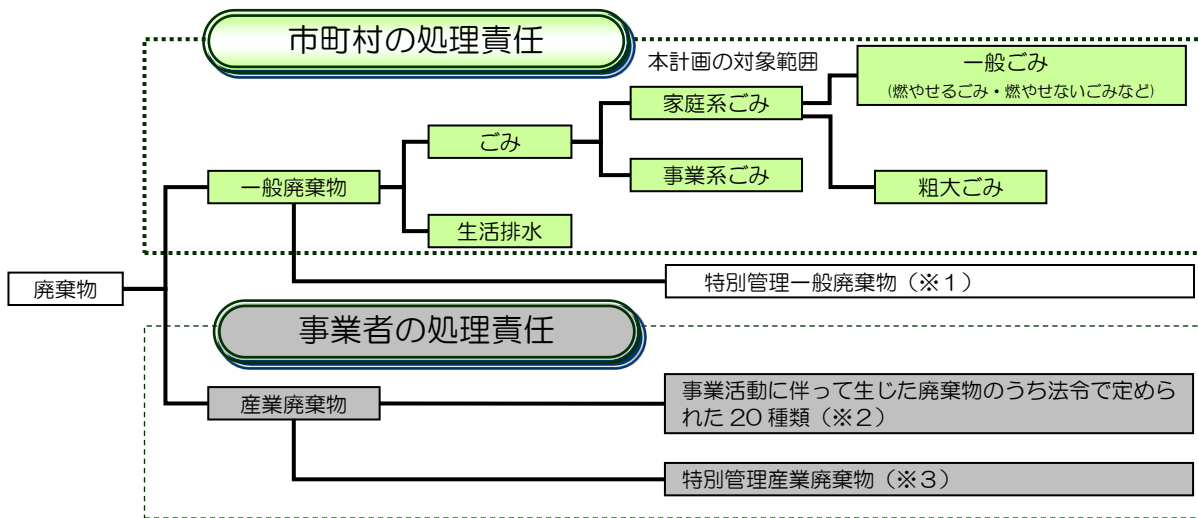 市町村の処理責任
本計画の対象範囲
一般ごみ
(燃やせるごみ・燃やせないごみなど)
家庭系ごみ
ごみ
事業系ごみ
一般廃棄物
粗大ごみ
生活排水
廃棄物
特別管理一般廃棄物(※1)
事業者の処理責任
産業廃棄物
事業活動に伴って生じた廃棄物のうち法令で定めら
れた 20 種類(※2)
特別管理産業廃棄物(※3)